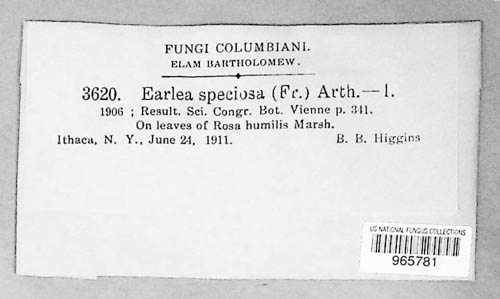 FUNGI COLUMBIANI.
ELAM BARTHOLOMEW.
3620. Earlea speciosa (Fr.) Arth.—I.
1906 ; Result. Sci. Congr. Bot. Vienne p. 341.
On leaves of Rosa humilis Marsh.
Ithaca, N. Y., June 24, 1911. B. B. Higgins
US NATIONAL FUNGUS COLLECTIONS
965781